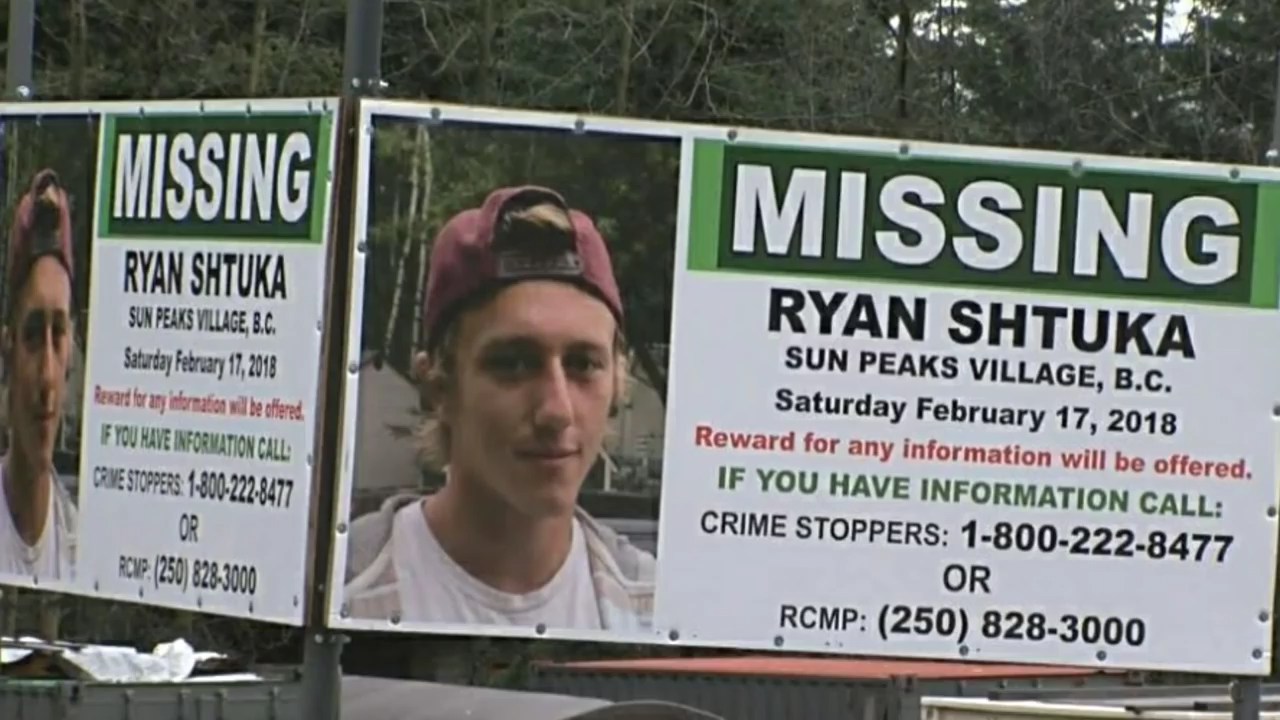 MISSING
RYAN SHTUKA
SUN PEAKS VILLAGE, B.C.
Saturday February 17, 2018
Reward for any information will be offered.
IF YOU HAVE INFORMATION CALL:
CRIME STOPPERS: 1-800-222-8477
OR
RCMP: (250) 828-3000
MISSING
RYAN SHTUKA
SUN PEAKS VILLAGE, B.C.
Saturday February 17, 2018
Reward for any information will be offered.
IF YOU HAVE INFORMATION CALL:
CRIME STOPPERS: 1-800-222-8477
OR
RCMP: (250) 828-3000